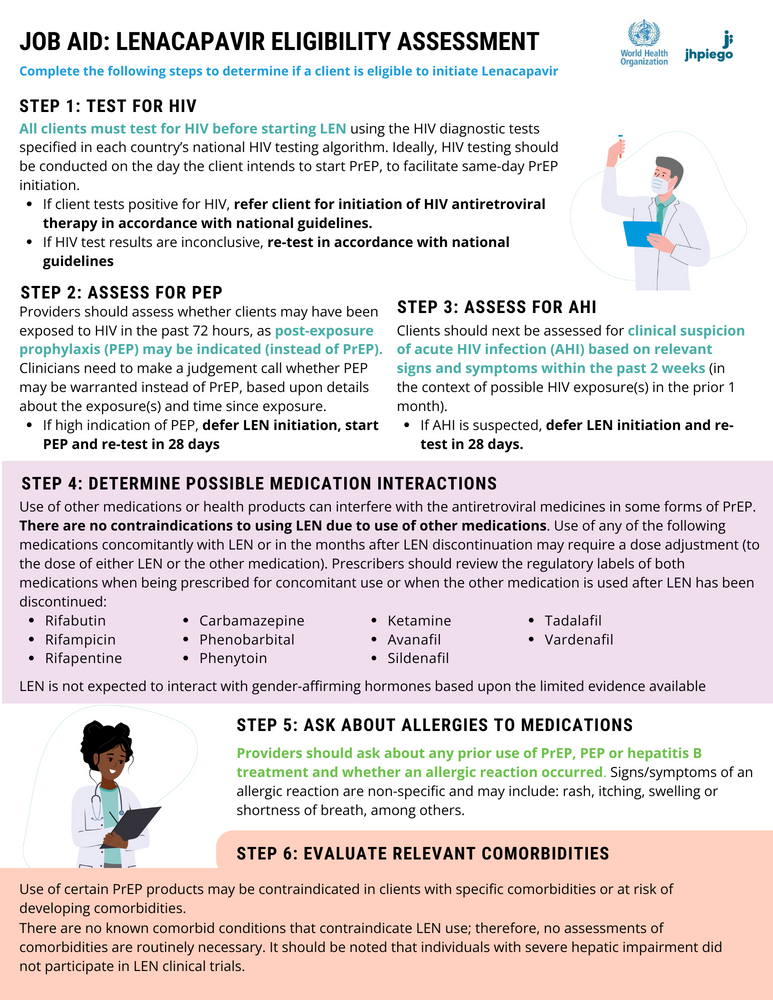 JOB AID: LENACAPAVIR ELIGIBILITY ASSESSMENT
World Health
Organization
jhpiego
Complete the following steps to determine if a client is eligible to initiate Lenacapavir
STEP 1: TEST FOR HIV
All clients must test for HIV before starting LEN using the HIV diagnostic tests
specified in each country's national HIV testing algorithm. Ideally, HIV testing should
be conducted on the day the client intends to start PrEP, to facilitate same-day PrEP
initiation.
• If client tests positive for HIV, refer client for initiation of HIV antiretroviral
therapy in accordance with national guidelines.
• If HIV test results are inconclusive, re-test in accordance with national
guidelines
STEP 2: ASSESS FOR PEP
Providers should assess whether clients may have been
exposed to HIV in the past 72 hours, as post-exposure
prophylaxis (PEP) may be indicated (instead of PrEP).
Clinicians need to make a judgement call whether PEP
may be warranted instead of PrEP, based upon details
about the exposure(s) and time since exposure.
• If high indication of PEP, defer LEN initiation, start
PEP and re-test in 28 days
STEP 3: ASSESS FOR AHI
Clients should next be assessed for clinical suspicion
of acute HIV infection (AHI) based on relevant
signs and symptoms within the past 2 weeks (in
the context of possible HIV exposure(s) in the prior 1
month).
• If AHI is suspected, defer LEN initiation and re-
test in 28 days.
STEP 4: DETERMINE POSSIBLE MEDICATION INTERACTIONS
Use of other medications or health products can interfere with the antiretroviral medicines in some forms of PrEP.
There are no contraindications to using LEN due to use of other medications. Use of any of the following
medications concomitantly with LEN or in the months after LEN discontinuation may require a dose adjustment (to
the dose of either LEN or the other medication). Prescribers should review the regulatory labels of both
medications when being prescribed for concomitant use or when the other medication is used after LEN has been
discontinued:
• Rifabutin
• Rifampicin
• Rifapentine
• Carbamazepine
• Phenobarbital
• Phenytoin
• Ketamine
• Avanafil
• Sildenafil
• Tadalafil
• Vardenafil
LEN is not expected to interact with gender-affirming hormones based upon the limited evidence available
STEP 5: ASK ABOUT ALLERGIES TO MEDICATIONS
Providers should ask about any prior use of PrEP, PEP or hepatitis B
treatment and whether an allergic reaction occurred. Signs/symptoms of an
allergic reaction are non-specific and may include: rash, itching, swelling or
shortness of breath, among others.
STEP 6: EVALUATE RELEVANT COMORBIDITIES
Use of certain PrEP products may be contraindicated in clients with specific comorbidities or at risk of
developing comorbidities.
There are no known comorbid conditions that contraindicate LEN use; therefore, no assessments of
comorbidities are routinely necessary. It should be noted that individuals with severe hepatic impairment did
not participate in LEN clinical trials.